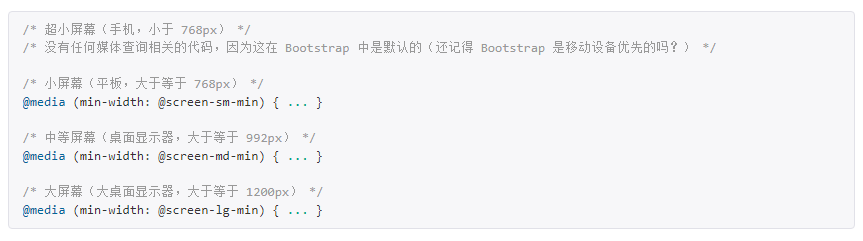 /* 超小屏幕（手机，小于 768px） */
/* 没有任何媒体查询相关的代码，因为这在 Bootstrap 中是默认的（还记得 Bootstrap 是移动设备优先的吗？） */
/* 小屏幕（平板，大于等于 768px） */
@media (min-width: @screen-sm-min) { ... }
/* 中等屏幕（桌面显示器，大于等于 992px） */
@media (min-width: @screen-md-min) { ... }
/* 大屏幕（大桌面显示器，大于等于 1200px） */
@media (min-width: @screen-lg-min) { ... }